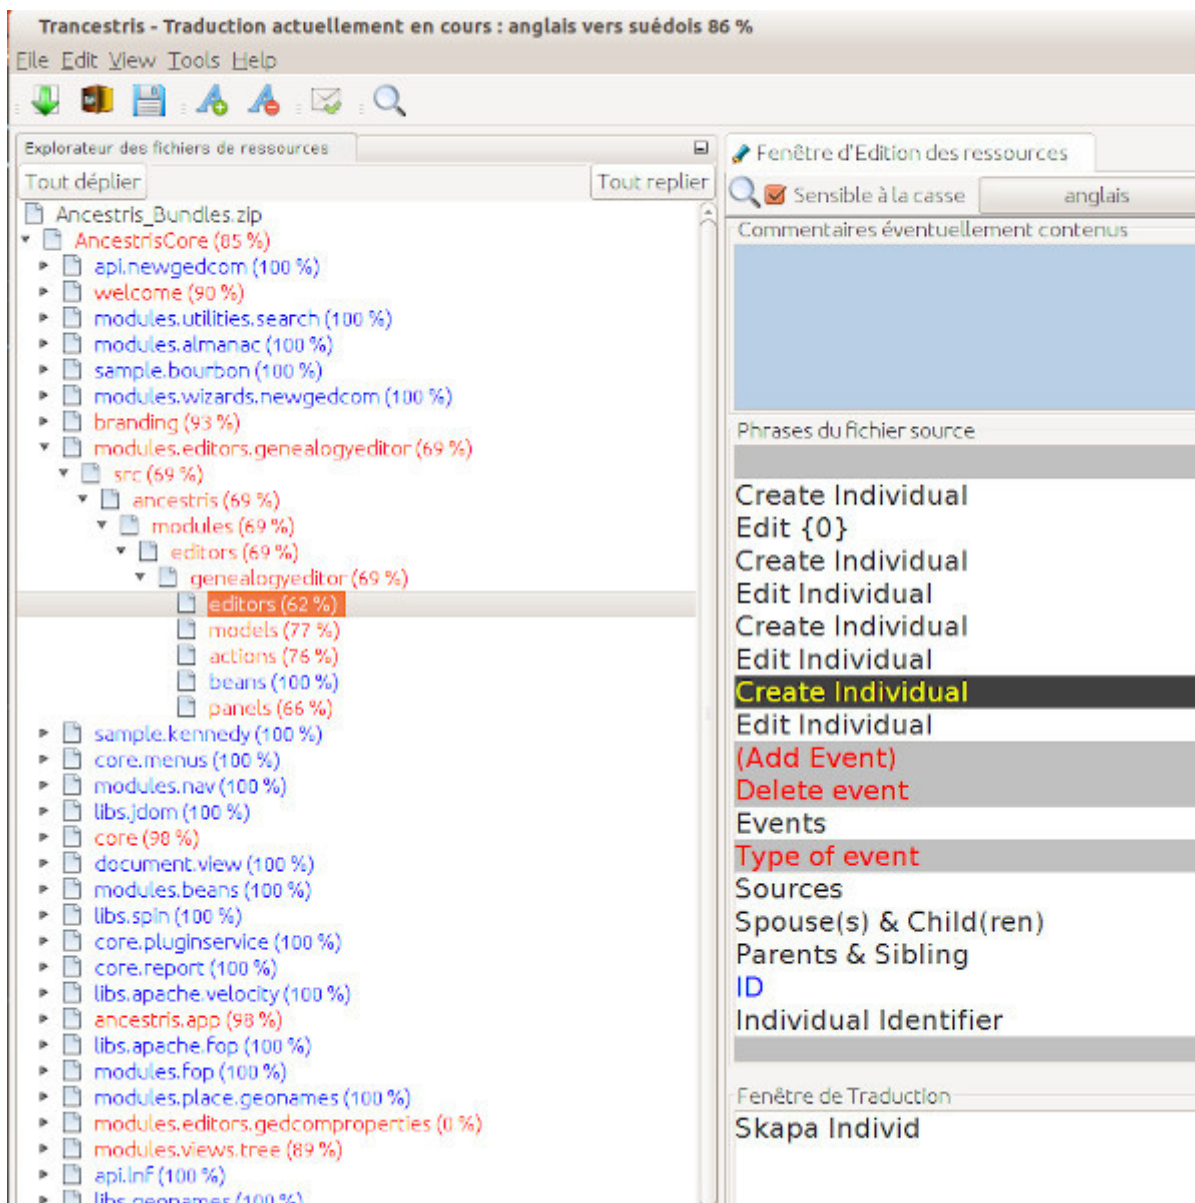 Trancestris - Traduction actuellement en cours : anglais vers suédois 86 %
File Edit View Tools Help
Explorateur des fichiers de ressources
Tout déplier
Tout replier
Ancestris_Bundles.zip
AncestrisCore (85 %)
api.newgedcom (100 %)
welcome (90 %)
modules.utilities.search (100 %)
modules.almanac (100 %)
sample.bourbon (100 %)
modules.wizards.newgedcom (100 %)
branding (93 %)
modules.editors.genealogyeditor (69 %)
src (69 %)
ancestris (69 %)
modules (69 %)
editors (69 %)
genealogyeditor (69 %)
editors (62 %)
models (77 %)
actions (76 %)
beans (100 %)
panels (66 %)
sample.kennedy (100 %)
core.menus (100 %)
modules.nav (100 %)
libs.jdom (100 %)
core (98 %)
document.view (100 %)
modules.beans (100 %)
libs.spin (100 %)
core.pluginservice (100 %)
core.report (100 %)
libs.apache.velocity (100 %)
ancestris.app (98 %)
libs.apache.fop (100 %)
modules.fop (100 %)
modules.place.geonames (100 %)
modules.editors.gedcomproperties (0 %)
modules.views.tree (89 %)
api.lnf (100 %)
libs.geonames (100 %)
Fenêtre d'Edition des ressources
Sensible à la casse
anglais
Commentaires éventuellement contenus
Phrases du fichier source
Create Individual
Edit {0}
Create Individual
Edit Individual
Create Individual
Edit Individual
Create Individual
Edit Individual
(Add Event)
Delete event
Events
Type of event
Sources
Spouse(s) & Child(ren)
Parents & Sibling
ID
Individual Identifier
Fenêtre de Traduction
Skapa Individ